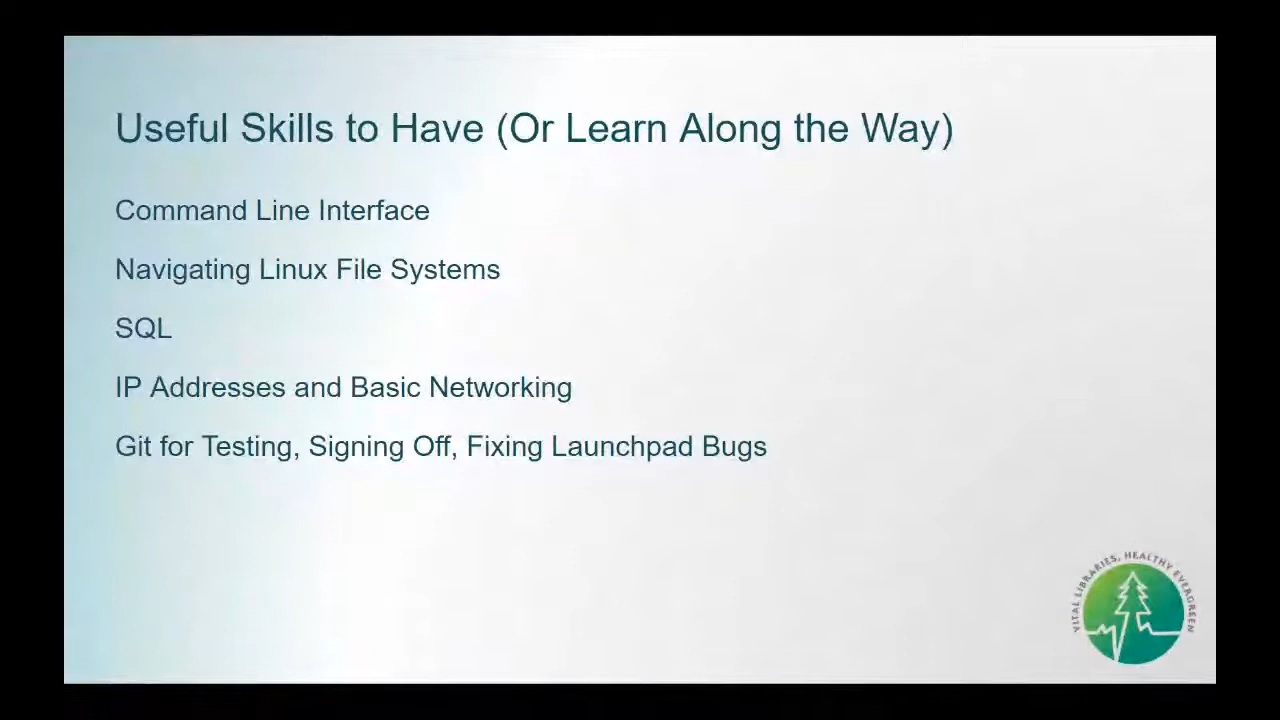 Useful Skills to Have (Or Learn Along the Way)
Command Line Interface
Navigating Linux File Systems
SQL
IP Addresses and Basic Networking
Git for Testing, Signing Off, Fixing Launchpad Bugs
VITAL LIBRARIES, HEALTHY EVERGREEN